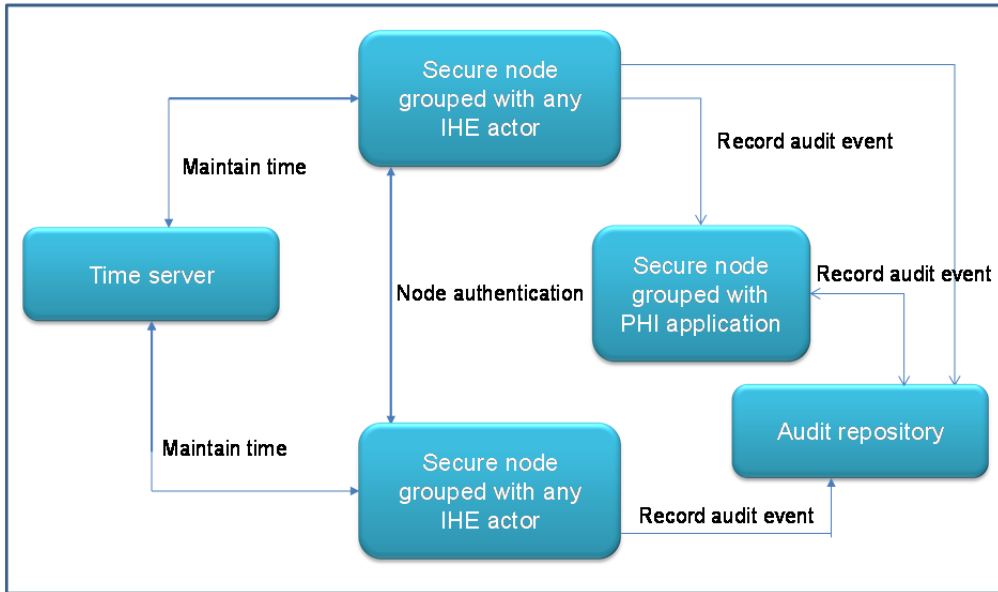 Secure node
grouped with any
IHE actor
Record audit event
Maintain time
Time server
Secure node
grouped with
PHI application
Record audit event
Node authentication
Audit repository
Maintain time
Secure node
grouped with any
IHE actor
Record audit event